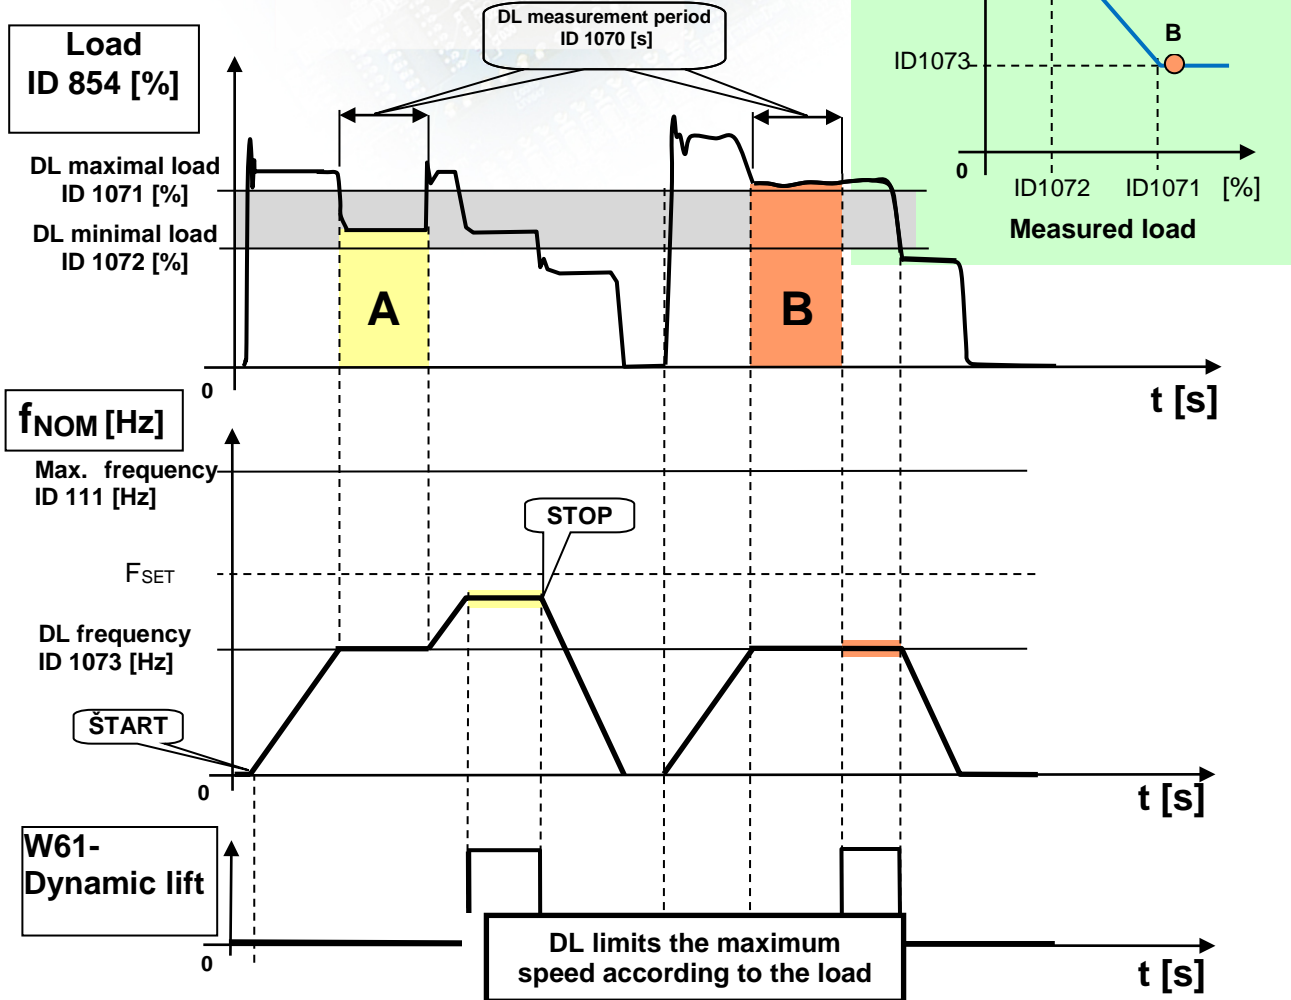 DL measurement period
ID 1070 [s]
Load
ID 854 [%]
B
ID1073
0
ID1072
ID1071
[%]
Measured load
DL maximal load
ID 1071 [%]
DL minimal load
ID 1072 [%]
A
B
0
t [s]
fNOM [Hz]
Max. frequency
ID 111 [Hz]
STOP
FSET
DL frequency
ID 1073 [Hz]
ŠTART
0
t [s]
W61-
Dynamic lift
DL limits the maximum
speed according to the load
0
t [s]